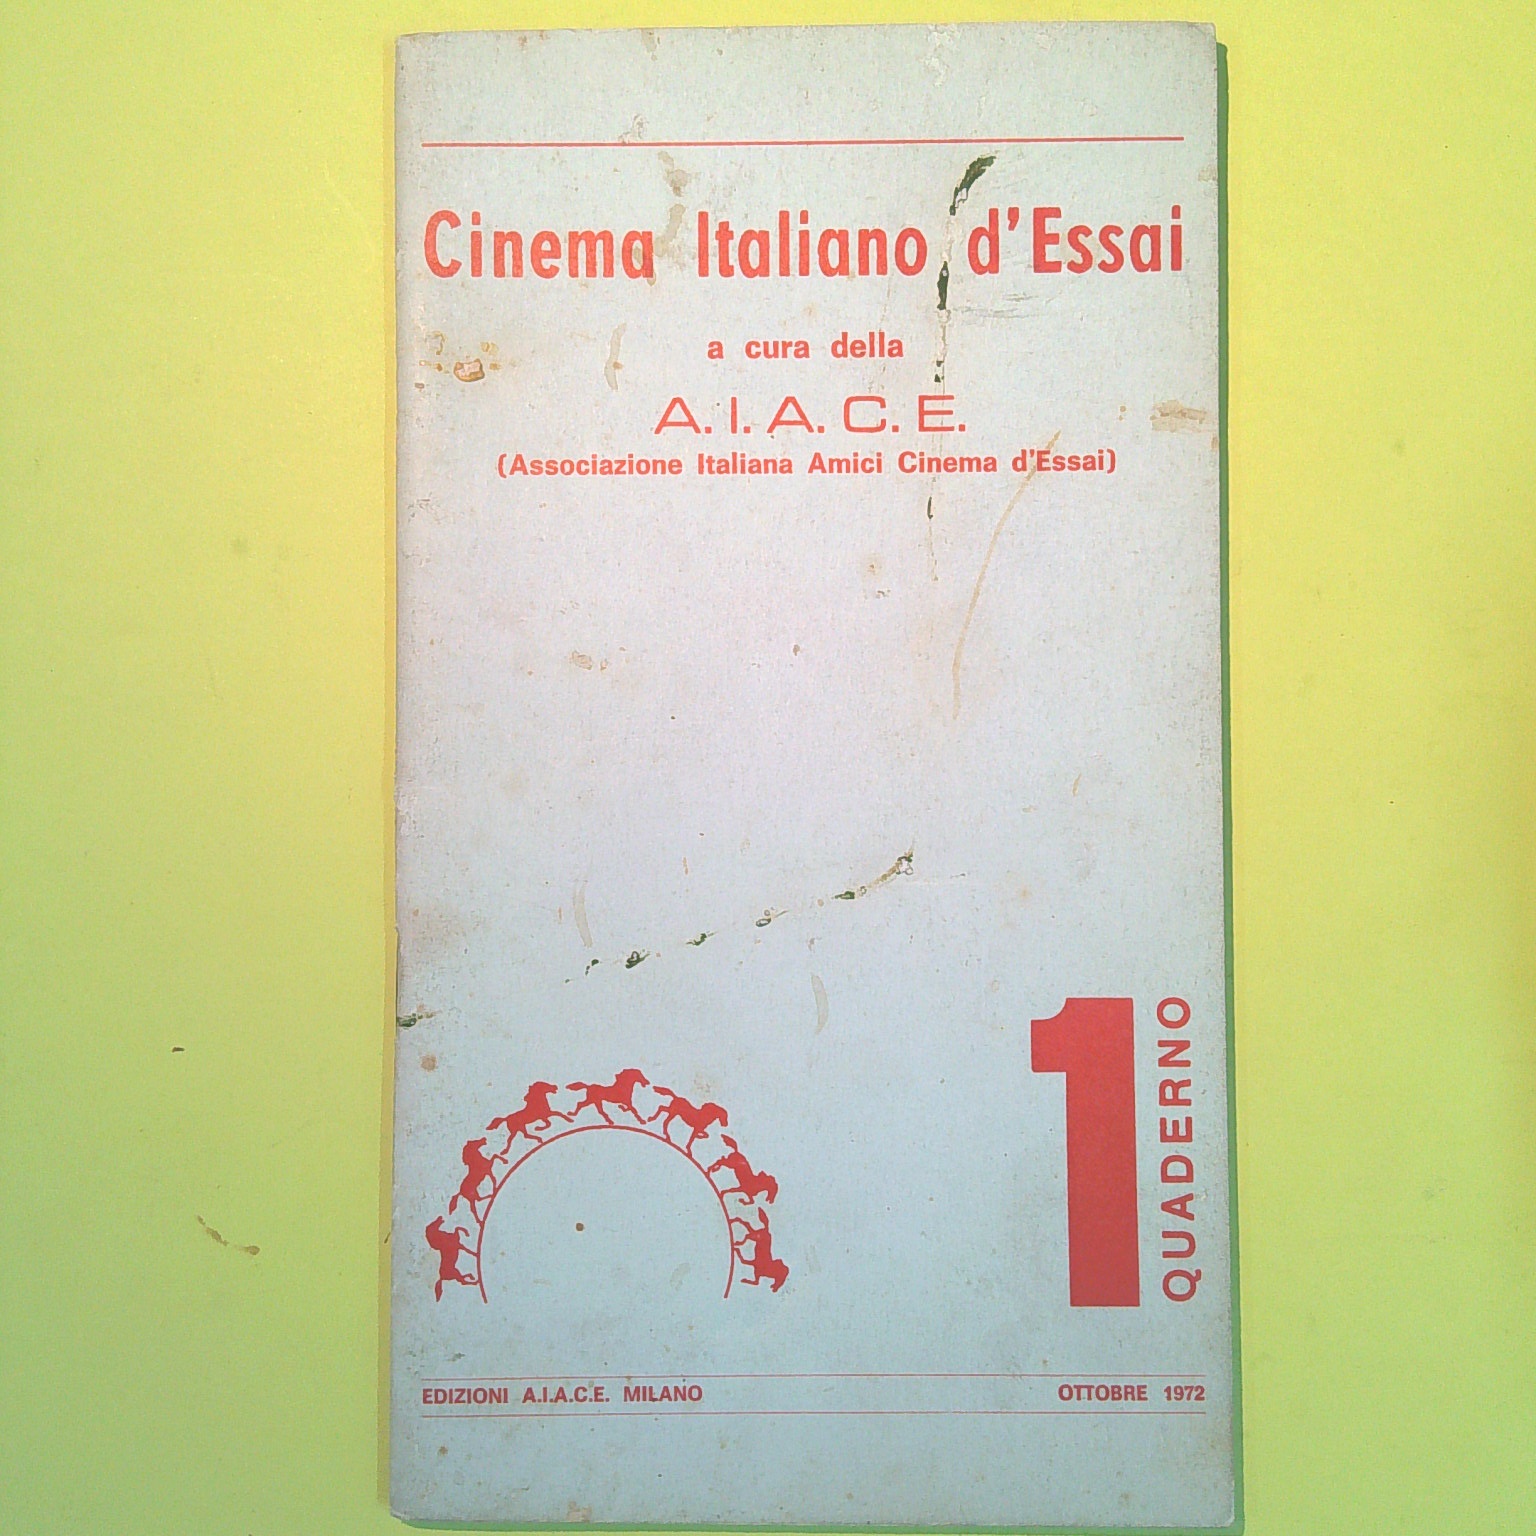 Cinema Italiano d'Essai
a cura della
A.I.A.C.E.
(Associazione Italiana Amici Cinema d'Essai)
1
QUADERNO
EDIZIONI A.I.A.C.E. MILANO
OTTOBRE 1972